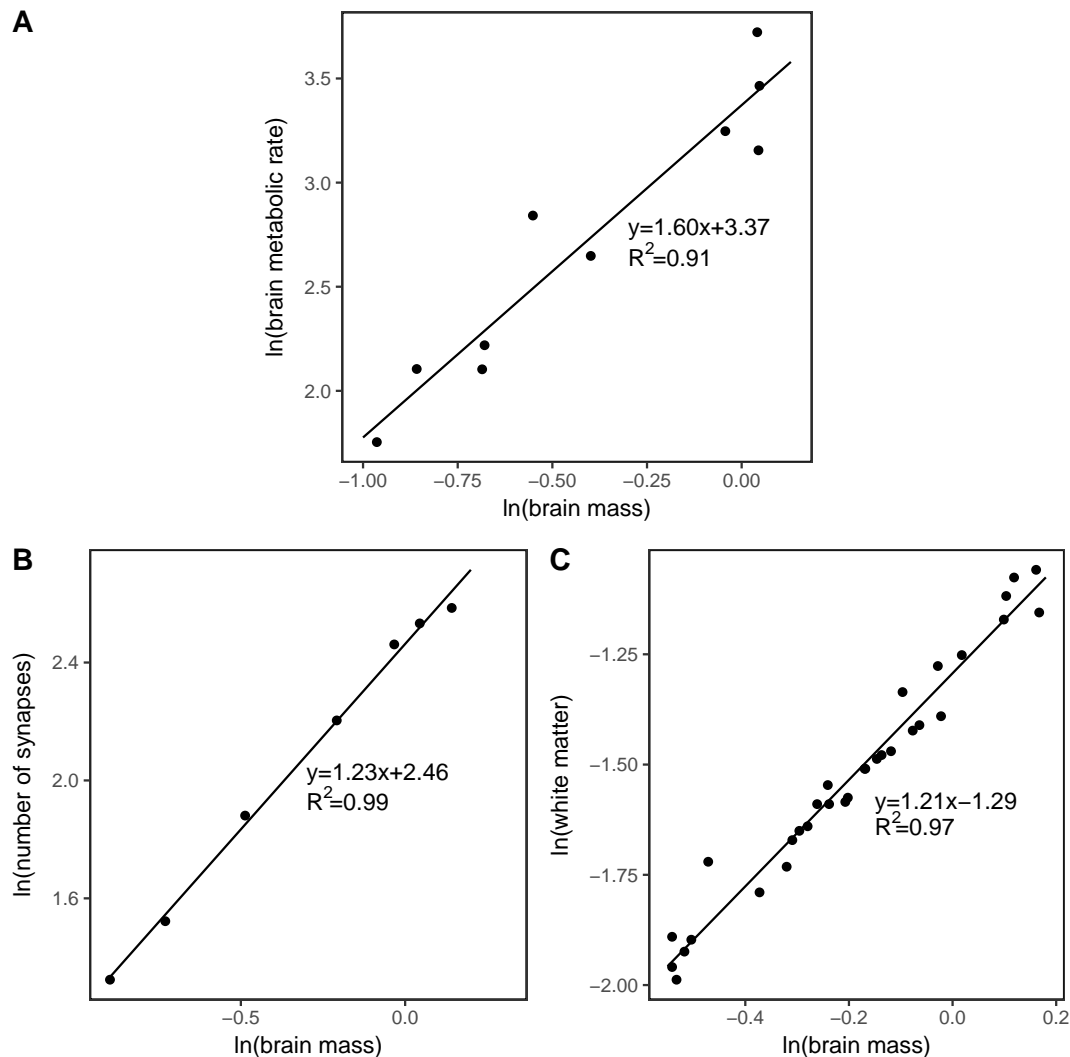 A
ln(brain metabolic rate)
3.5
3.0
2.5
2.0
y=1.60x+3.37
R²=0.91
−1.00 −0.75 −0.50 −0.25 0.00
ln(brain mass)
B
ln(number of synapses)
2.4
2.0
1.6
y=1.23x+2.46
R²=0.99
−0.5 0.0
ln(brain mass)
C
ln(white matter)
−1.25
−1.50
−1.75
−2.00
y=1.21x−1.29
R²=0.97
−0.4 −0.2 0.0 0.2
ln(brain mass)